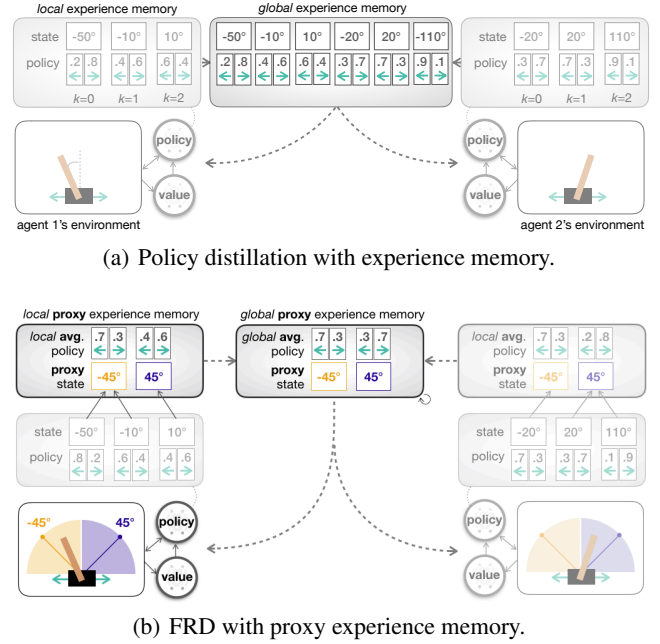 local experience memory
global experience memory
state -50° -10° 10°
-50° -10° 10° -20° 20° -110°
state -20° 20° 110°
policy .2 .8 .4 .6 .6 .4
.2 .8 .4 .6 .6 .4 .3 .7 .7 .3 .9 .1
policy .3 .7 .7 .3 .9 .1
k=0 k=1 k=2
k=0 k=1 k=2
policy
value
agent 1's environment
policy
value
agent 2's environment
(a) Policy distillation with experience memory.
local proxy experience memory
global proxy experience memory
local avg. policy .7 .3 .4 .6
proxy state -45° 45°
global avg. policy .7 .3 .3 .7
proxy state -45° 45°
local avg. policy .7 .3 .2 .8
proxy state -45° 45°
state -50° -10° 10°
policy .8 .2 .6 .4 .4 .6
state -20° 20° 110°
policy .7 .3 .3 .7 .1 .9
-45° 45°
policy
value
policy
value
(b) FRD with proxy experience memory.